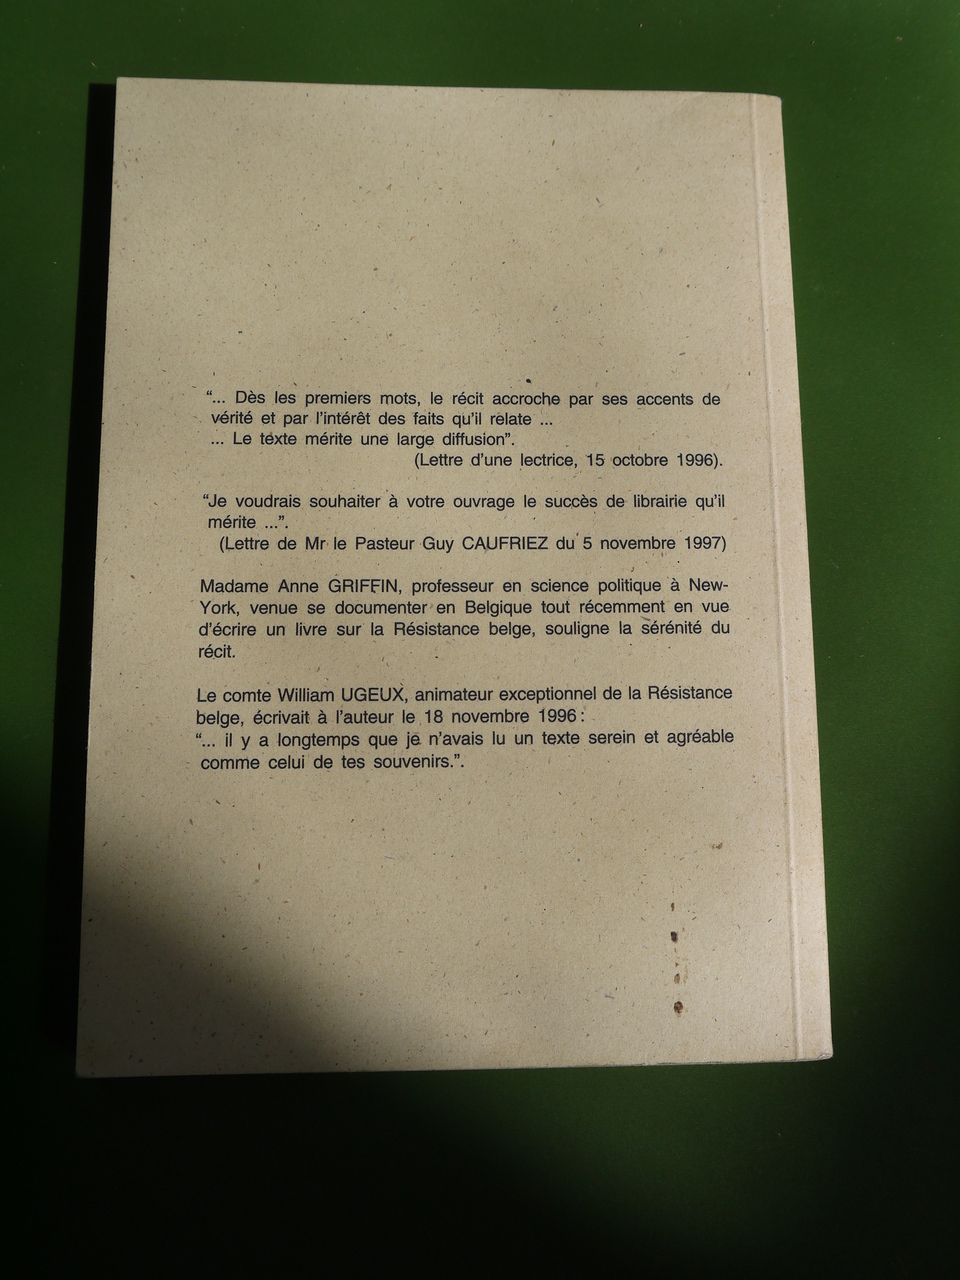 “... Dès les premiers mots, le récit accroche par ses accents de
vérité et par l’intérêt des faits qu’il relate ...
... Le texte mérite une large diffusion”.
(Lettre d’une lectrice, 15 octobre 1996).
“Je voudrais souhaiter à votre ouvrage le succès de librairie qu’il
mérite ...”.
(Lettre de Mr le Pasteur Guy CAUFRIEZ du 5 novembre 1997)
Madame Anne GRIFFIN, professeur en science politique à New-
York, venue se documenter en Belgique tout récemment en vue
d’écrire un livre sur la Résistance belge, souligne la sérénité du
récit.
Le comte William UGEUX, animateur exceptionnel de la Résistance
belge, écrivait à l’auteur le 18 novembre 1996 :
“... il y a longtemps que je n’avais lu un texte serein et agréable
comme celui de tes souvenirs.”.